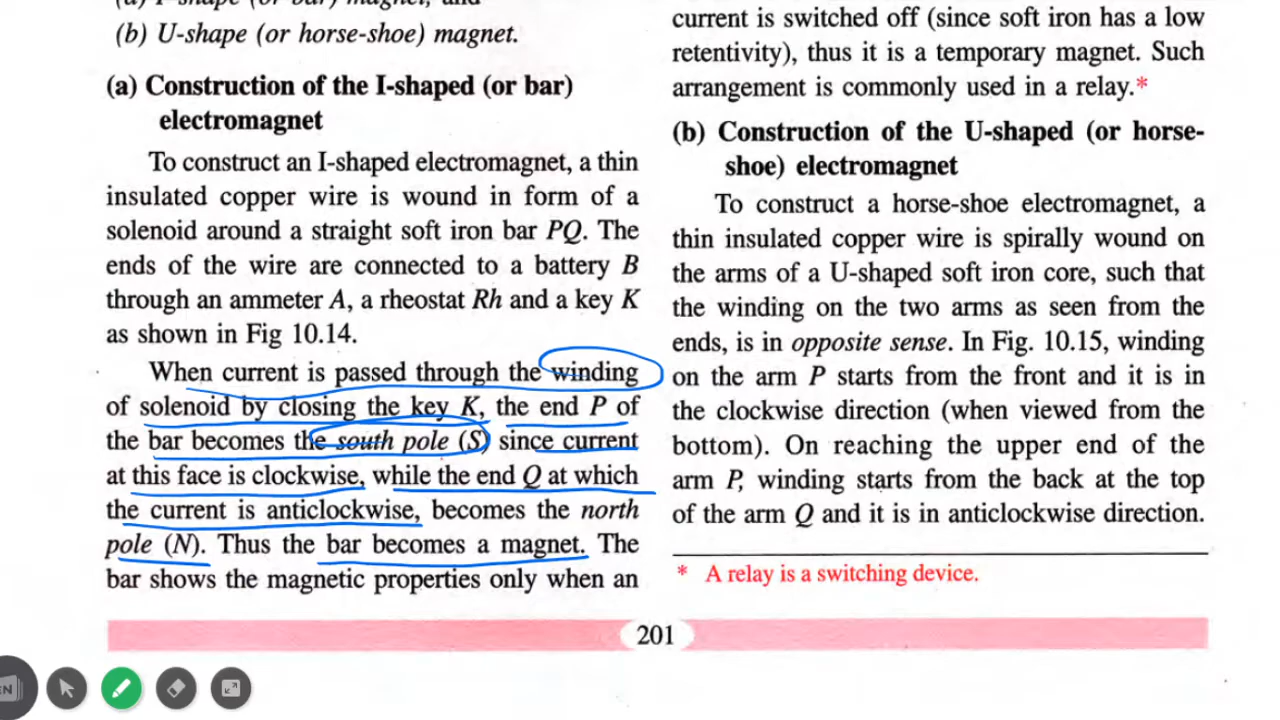 (b) U-shape (or horse-shoe) magnet.
(a) Construction of the I-shaped (or bar)
electromagnet
To construct an I-shaped electromagnet, a thin
insulated copper wire is wound in form of a
solenoid around a straight soft iron bar PQ. The
ends of the wire are connected to a battery B
through an ammeter A, a rheostat Rh and a key K
as shown in Fig 10.14.
When current is passed through the winding
of solenoid by closing the key K, the end P of
the bar becomes the south pole (S) since current
at this face is clockwise, while the end Q at which
the current is anticlockwise, becomes the north
pole (N). Thus the bar becomes a magnet. The
bar shows the magnetic properties only when an
current is switched off (since soft iron has a low
retentivity), thus it is a temporary magnet. Such
arrangement is commonly used in a relay.*
(b) Construction of the U-shaped (or horse-
shoe) electromagnet
To construct a horse-shoe electromagnet, a
thin insulated copper wire is spirally wound on
the arms of a U-shaped soft iron core, such that
the winding on the two arms as seen from the
ends, is in opposite sense. In Fig. 10.15, winding
on the arm P starts from the front and it is in
the clockwise direction (when viewed from the
bottom). On reaching the upper end of the
arm P, winding starts from the back at the top
of the arm Q and it is in anticlockwise direction.
* A relay is a switching device.
201